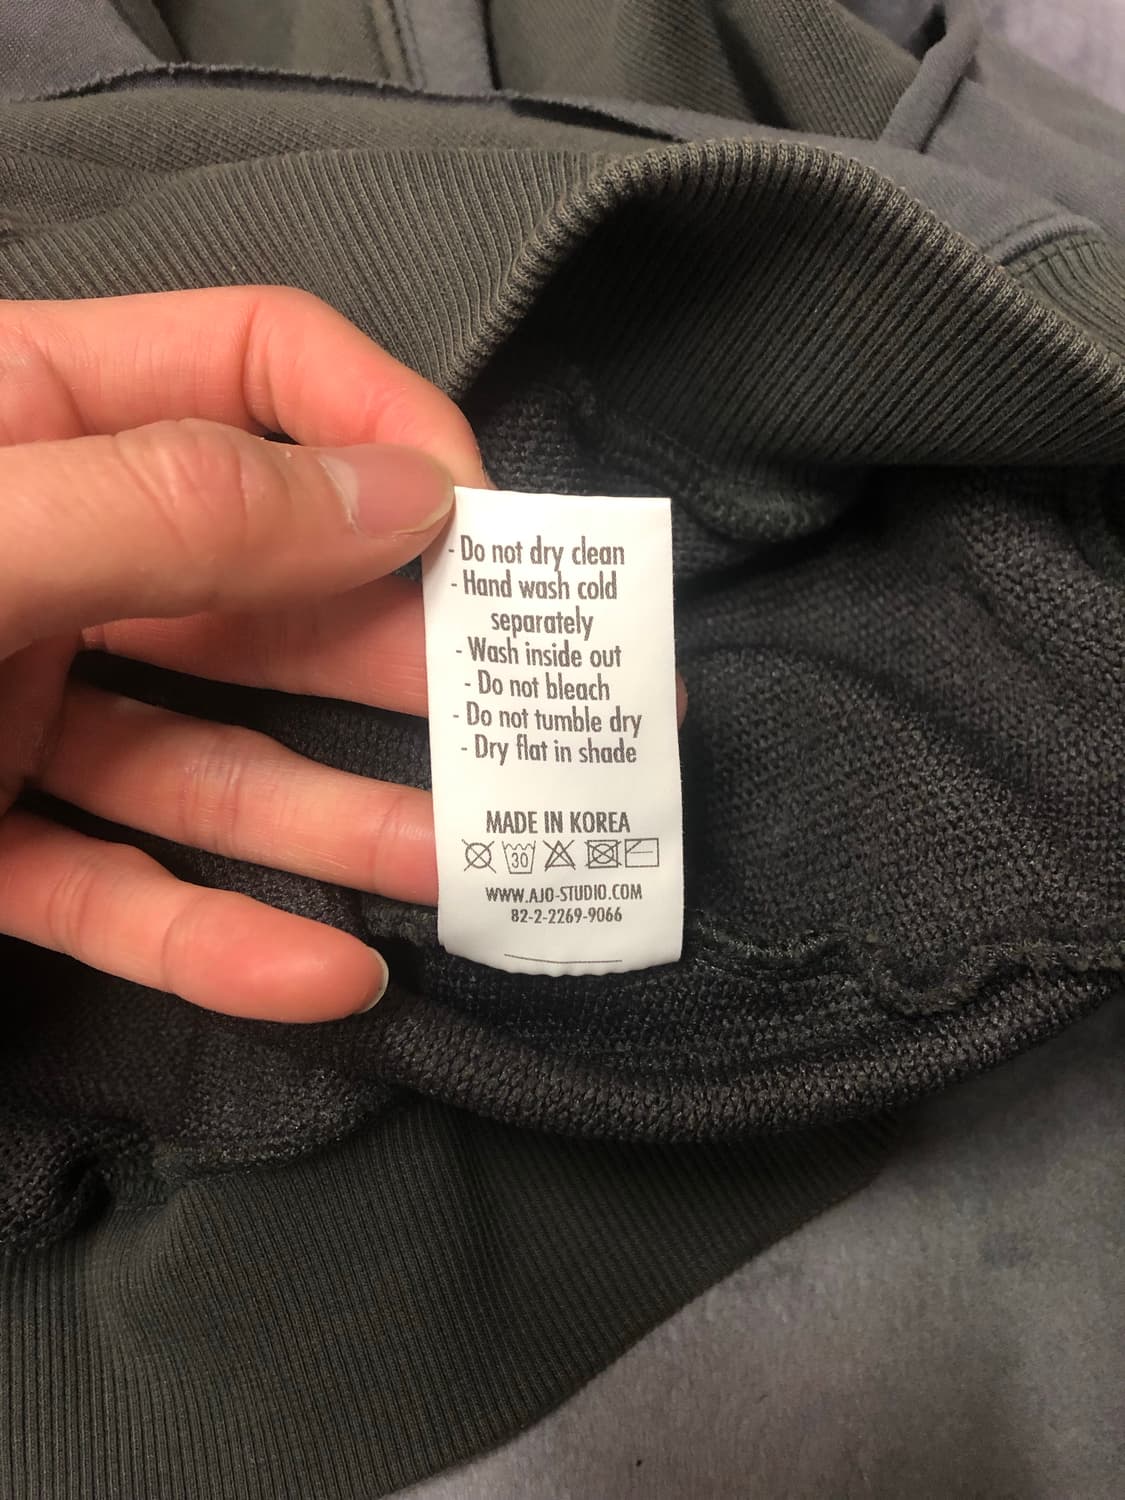 - Do not dry clean
- Hand wash cold
separately
- Wash inside out
- Do not bleach
- Do not tumble dry
- Dry flat in shade
MADE IN KOREA
30
WWW.AJO-STUDIO.COM
82-2-2269-9066